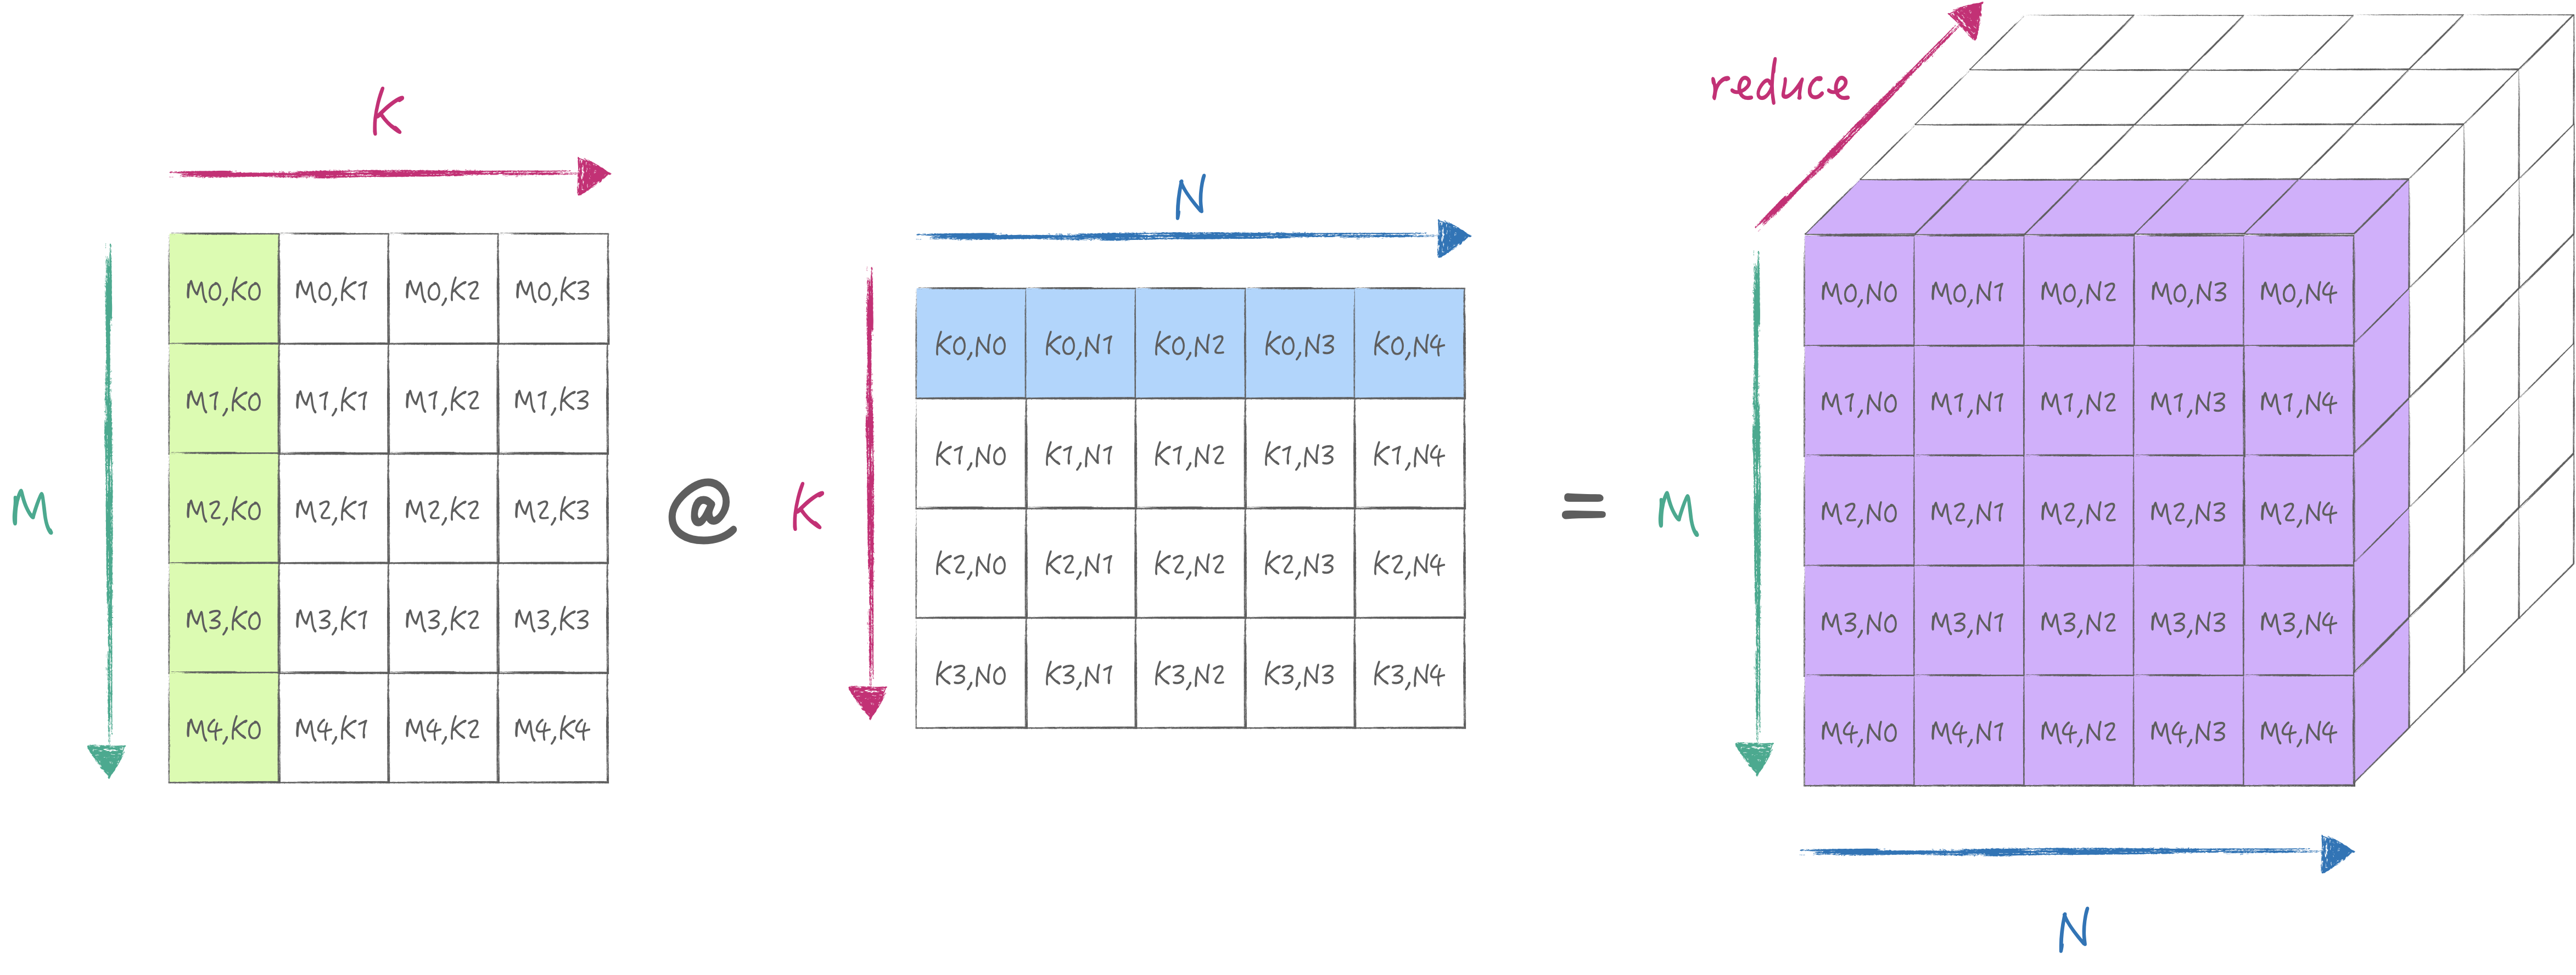 K
M
M0,K0 M0,K1 M0,K2 M0,K3
M1,K0 M1,K1 M1,K2 M1,K3
M2,K0 M2,K1 M2,K2 M2,K3
M3,K0 M3,K1 M3,K2 M3,K3
M4,K0 M4,K1 M4,K2 M4,K4
@
N
K
K0,N0 K0,N1 K0,N2 K0,N3 K0,N4
K1,N0 K1,N1 K1,N2 K1,N3 K1,N4
K2,N0 K2,N1 K2,N2 K2,N3 K2,N4
K3,N0 K3,N1 K3,N2 K3,N3 K3,N4
=
reduce
M
M0,N0 M0,N1 M0,N2 M0,N3 M0,N4
M1,N0 M1,N1 M1,N2 M1,N3 M1,N4
M2,N0 M2,N1 M2,N2 M2,N3 M2,N4
M3,N0 M3,N1 M3,N2 M3,N3 M3,N4
M4,N0 M4,N1 M4,N2 M4,N3 M4,N4
N